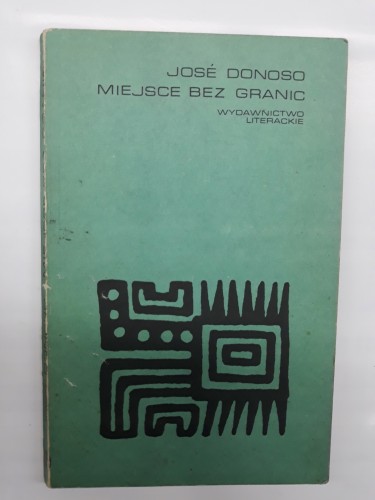 JOSÉ DONOSO
MIEJSCE BEZ GRANIC
WYDAWNICTWO
LITERACKIE